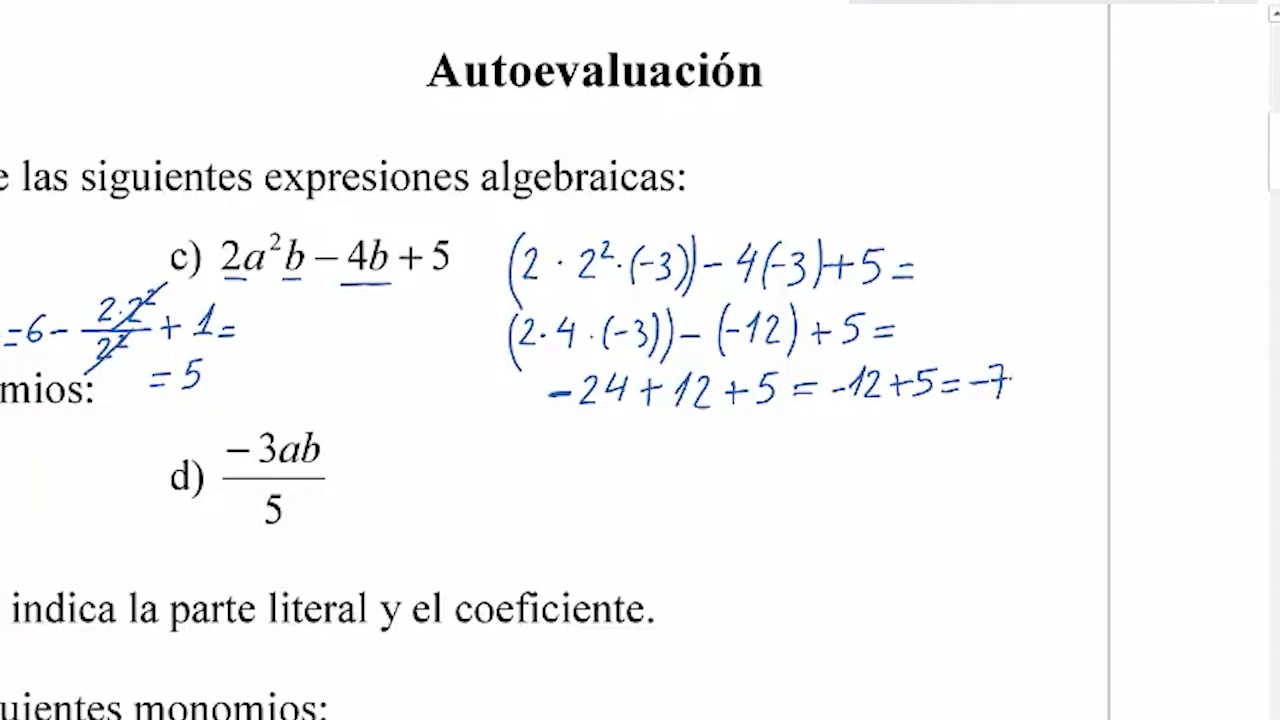 Autoevaluación
e las siguientes expresiones algebraicas:
c) 2a²b − 4b + 5
(2 · 2² · (-3)) − 4(-3) + 5 =
= 6 − 2·2²/2² + 1 =
(2 · 4 · (-3)) − (-12) + 5 =
= 5
-24 + 12 + 5 = -12 + 5 = -7
mios:
d) − 3ab / 5
indica la parte literal y el coeficiente.
uientes monomios: